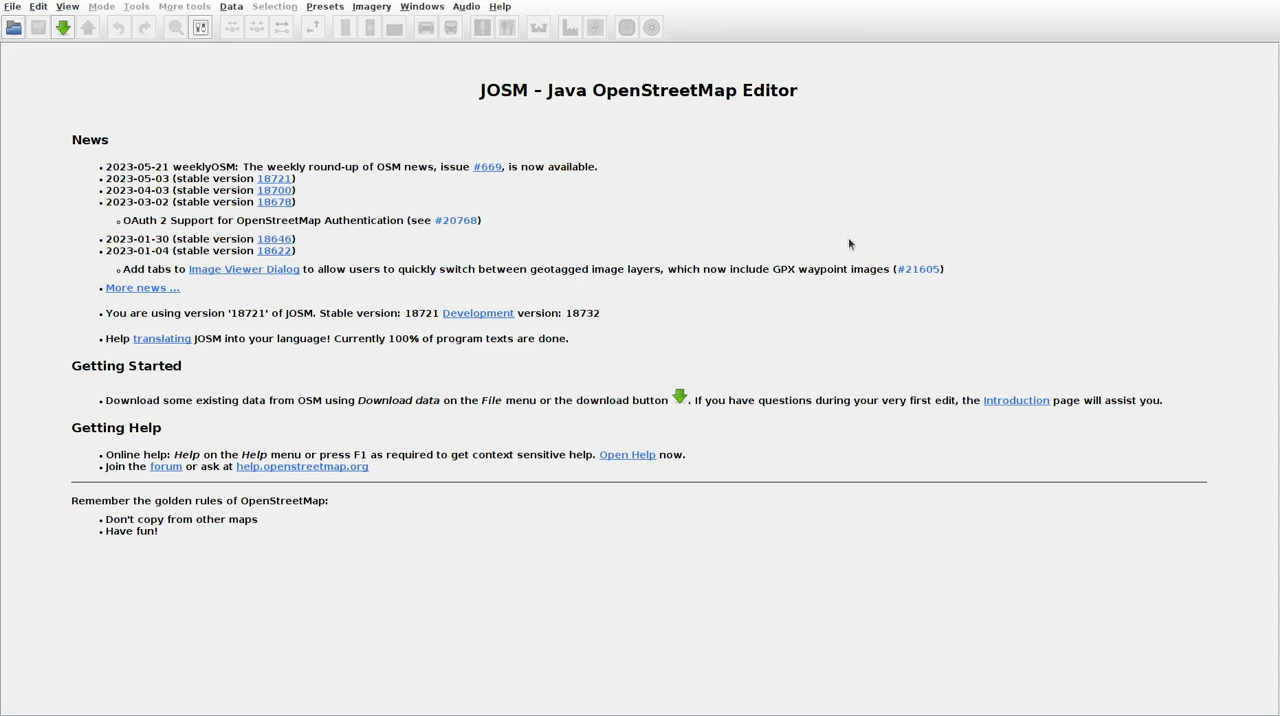 File Edit View Mode Tools More tools Data Selection Presets Imagery Windows Audio Help
JOSM – Java OpenStreetMap Editor
News
• 2023-05-21 weeklyOSM: The weekly round-up of OSM news, issue #669, is now available.
• 2023-05-03 (stable version 18721)
• 2023-04-03 (stable version 18700)
• 2023-03-02 (stable version 18678)
◦ OAuth 2 Support for OpenStreetMap Authentication (see #20768)
• 2023-01-30 (stable version 18646)
• 2023-01-04 (stable version 18622)
◦ Add tabs to Image Viewer Dialog to allow users to quickly switch between geotagged image layers, which now include GPX waypoint images (#21605)
• More news ...
• You are using version '18721' of JOSM. Stable version: 18721 Development version: 18732
• Help translating JOSM into your language! Currently 100% of program texts are done.
Getting Started
• Download some existing data from OSM using Download data on the File menu or the download button . If you have questions during your very first edit, the Introduction page will assist you.
Getting Help
• Online help: Help on the Help menu or press F1 as required to get context sensitive help. Open Help now.
• Join the forum or ask at help.openstreetmap.org
Remember the golden rules of OpenStreetMap:
• Don't copy from other maps
• Have fun!